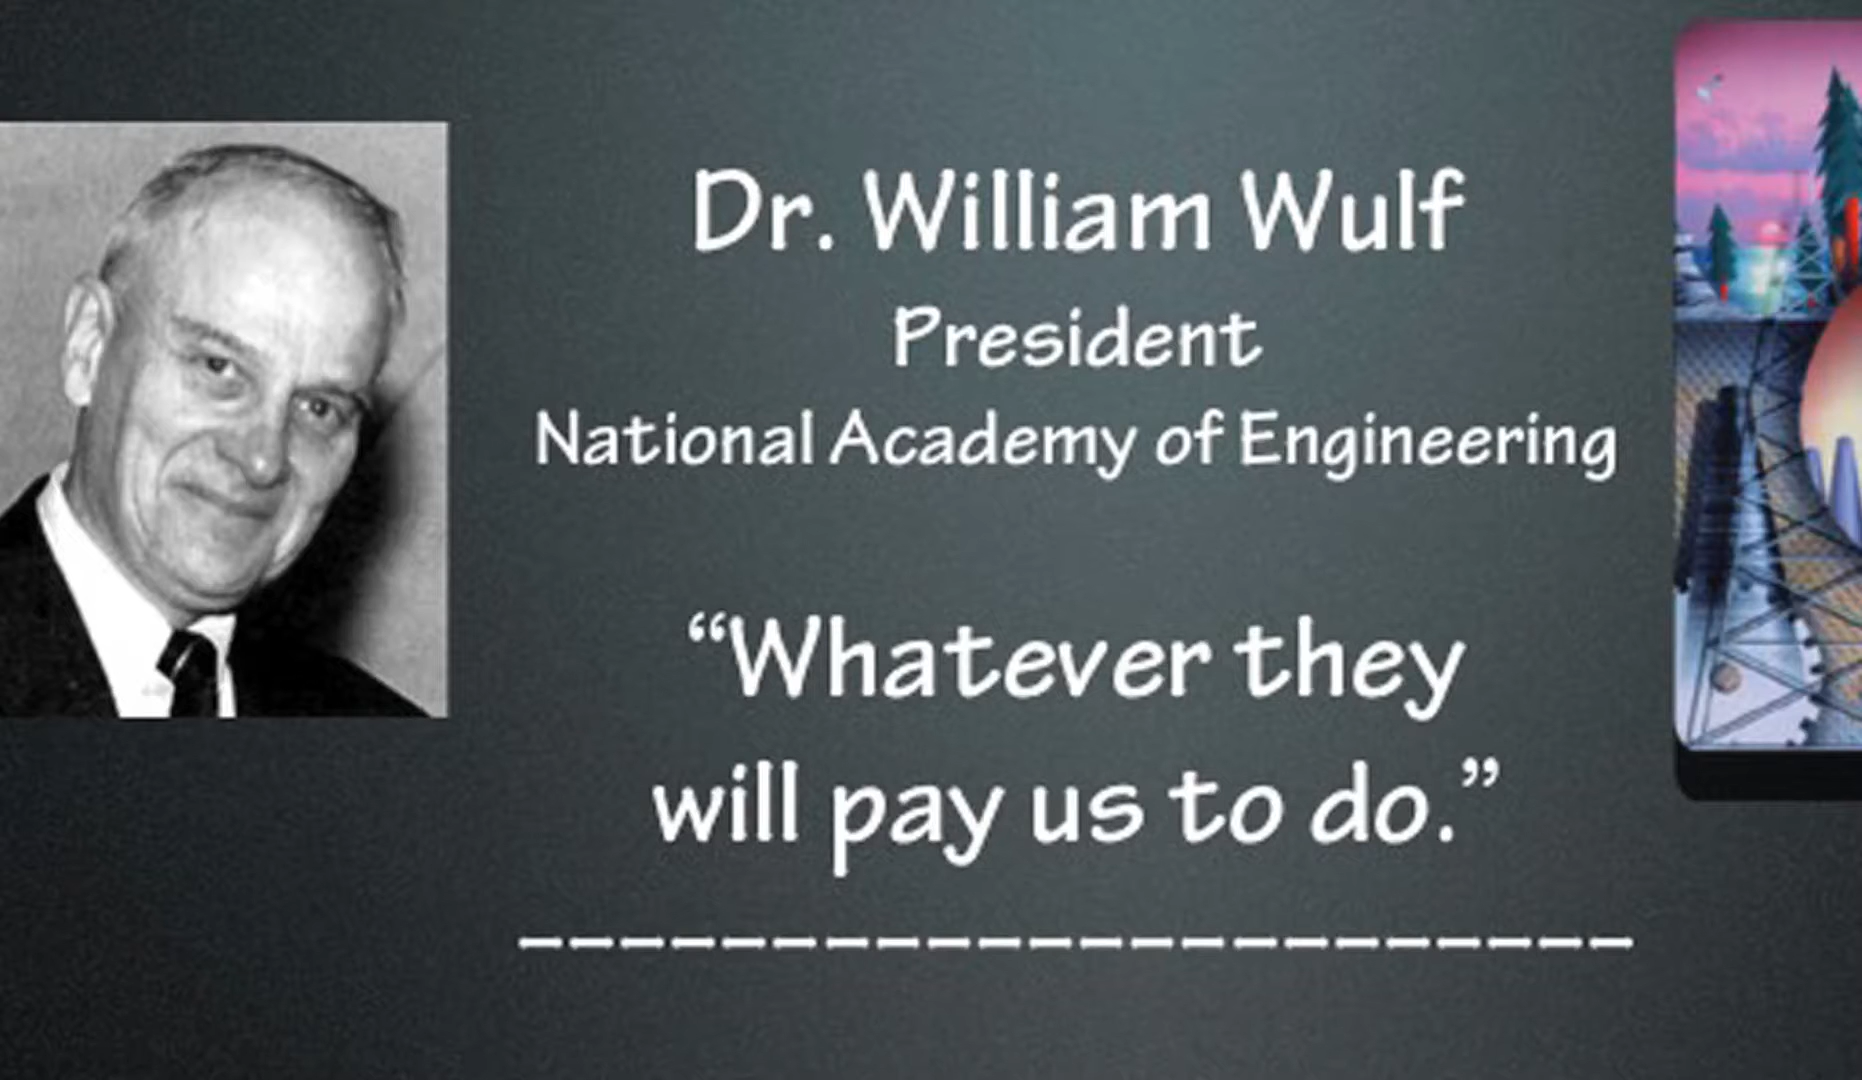 Dr. William Wulf
President
National Academy of Engineering
“Whatever they
will pay us to do.”